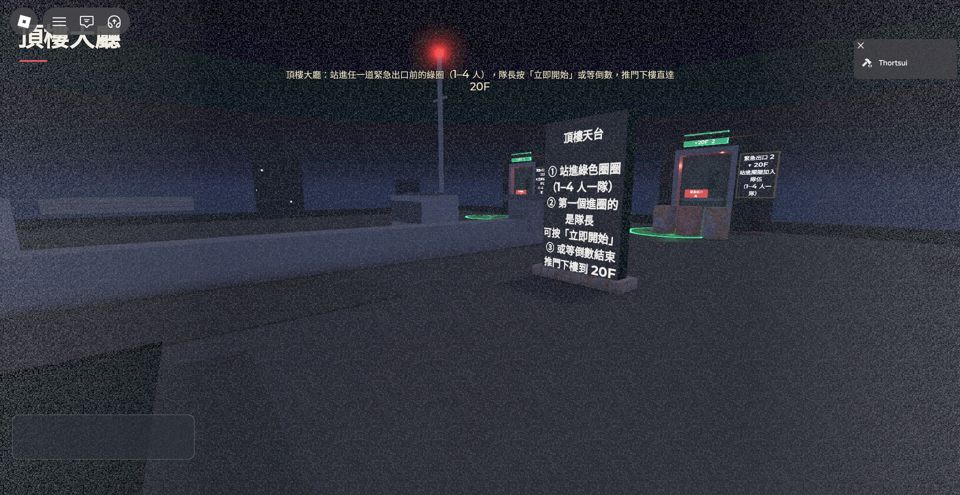 頂樓大廳
頂樓大廳：站進任一道緊急出口前的綠圈（1–4 人），隊長按「立即開始」或等倒數，推門下樓直達
20F
Thortsui
頂樓天台
① 站進綠色圈圈
（1–4 人一隊）
② 第一個進圈的
是隊長
可按「立即開始」
③ 或等倒數結束
推門下樓到 20F
緊急出口 2
站進圈圈加入
隊伍
（1–4 人一
隊）